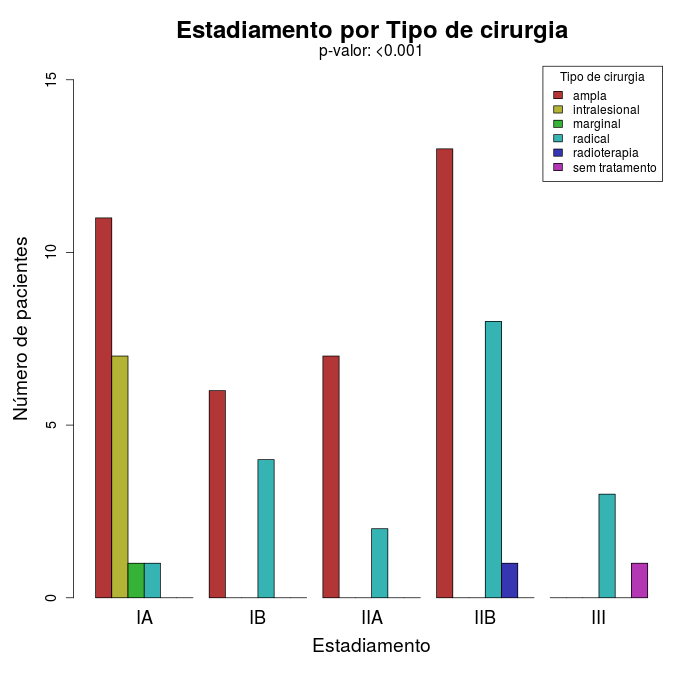 Estadiamento por Tipo de cirurgia
p-valor: <0.001
Tipo de cirurgia
ampla
intralesional
marginal
radical
radioterapia
sem tratamento
Número de pacientes
15
10
5
0
IA
IB
IIA
IIB
III
Estadiamento